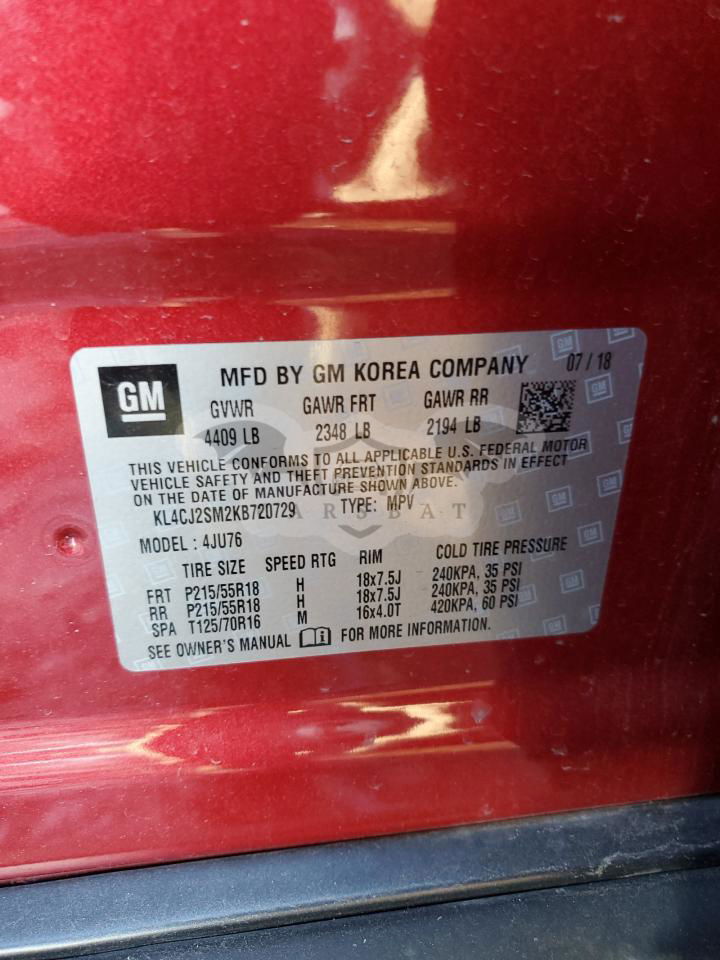 GM
MFD BY GM KOREA COMPANY 07 / 18
GVWR GAWR FRT GAWR RR
4409 LB 2348 LB 2194 LB
THIS VEHICLE CONFORMS TO ALL APPLICABLE U.S. FEDERAL MOTOR
VEHICLE SAFETY AND THEFT PREVENTION STANDARDS IN EFFECT
ON THE DATE OF MANUFACTURE SHOWN ABOVE.
KL4CJ2SM2KB720729 TYPE: MPV
CARSBAT
MODEL : 4JU76
TIRE SIZE SPEED RTG RIM COLD TIRE PRESSURE
FRT P215/55R18 H 18x7.5J 240KPA, 35 PSI
RR P215/55R18 H 18x7.5J 240KPA, 35 PSI
SPA T125/70R16 M 16x4.0T 420KPA, 60 PSI
SEE OWNER'S MANUAL FOR MORE INFORMATION.